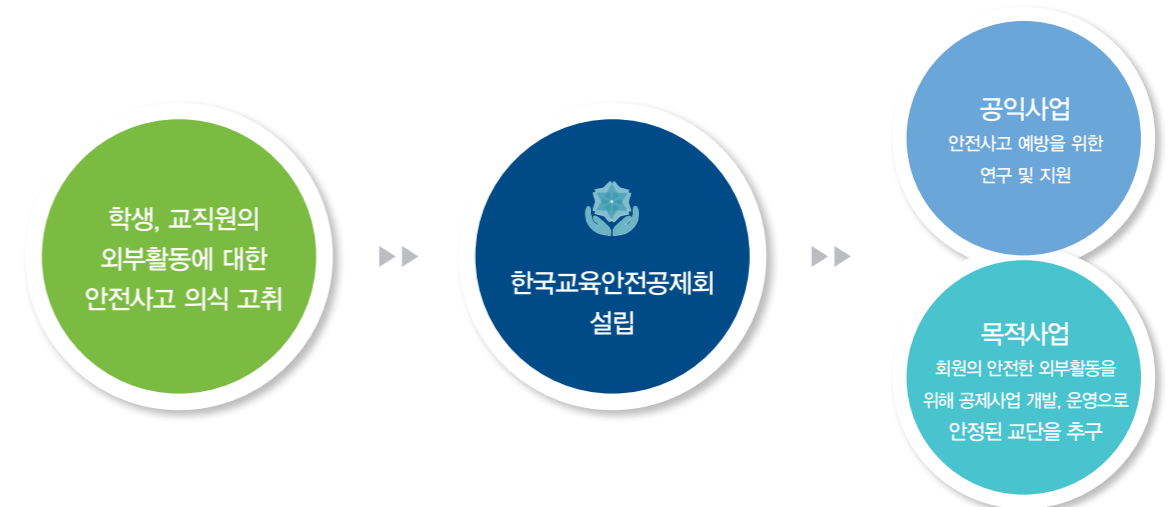 학생, 교직원의
외부활동에 대한
안전사고 의식 고취
한국교육안전공제회
설립
공익사업
안전사고 예방을 위한
연구 및 지원
목적사업
회원의 안전한 외부활동을
위해 공제사업 개발, 운영으로
안정된 교단을 추구